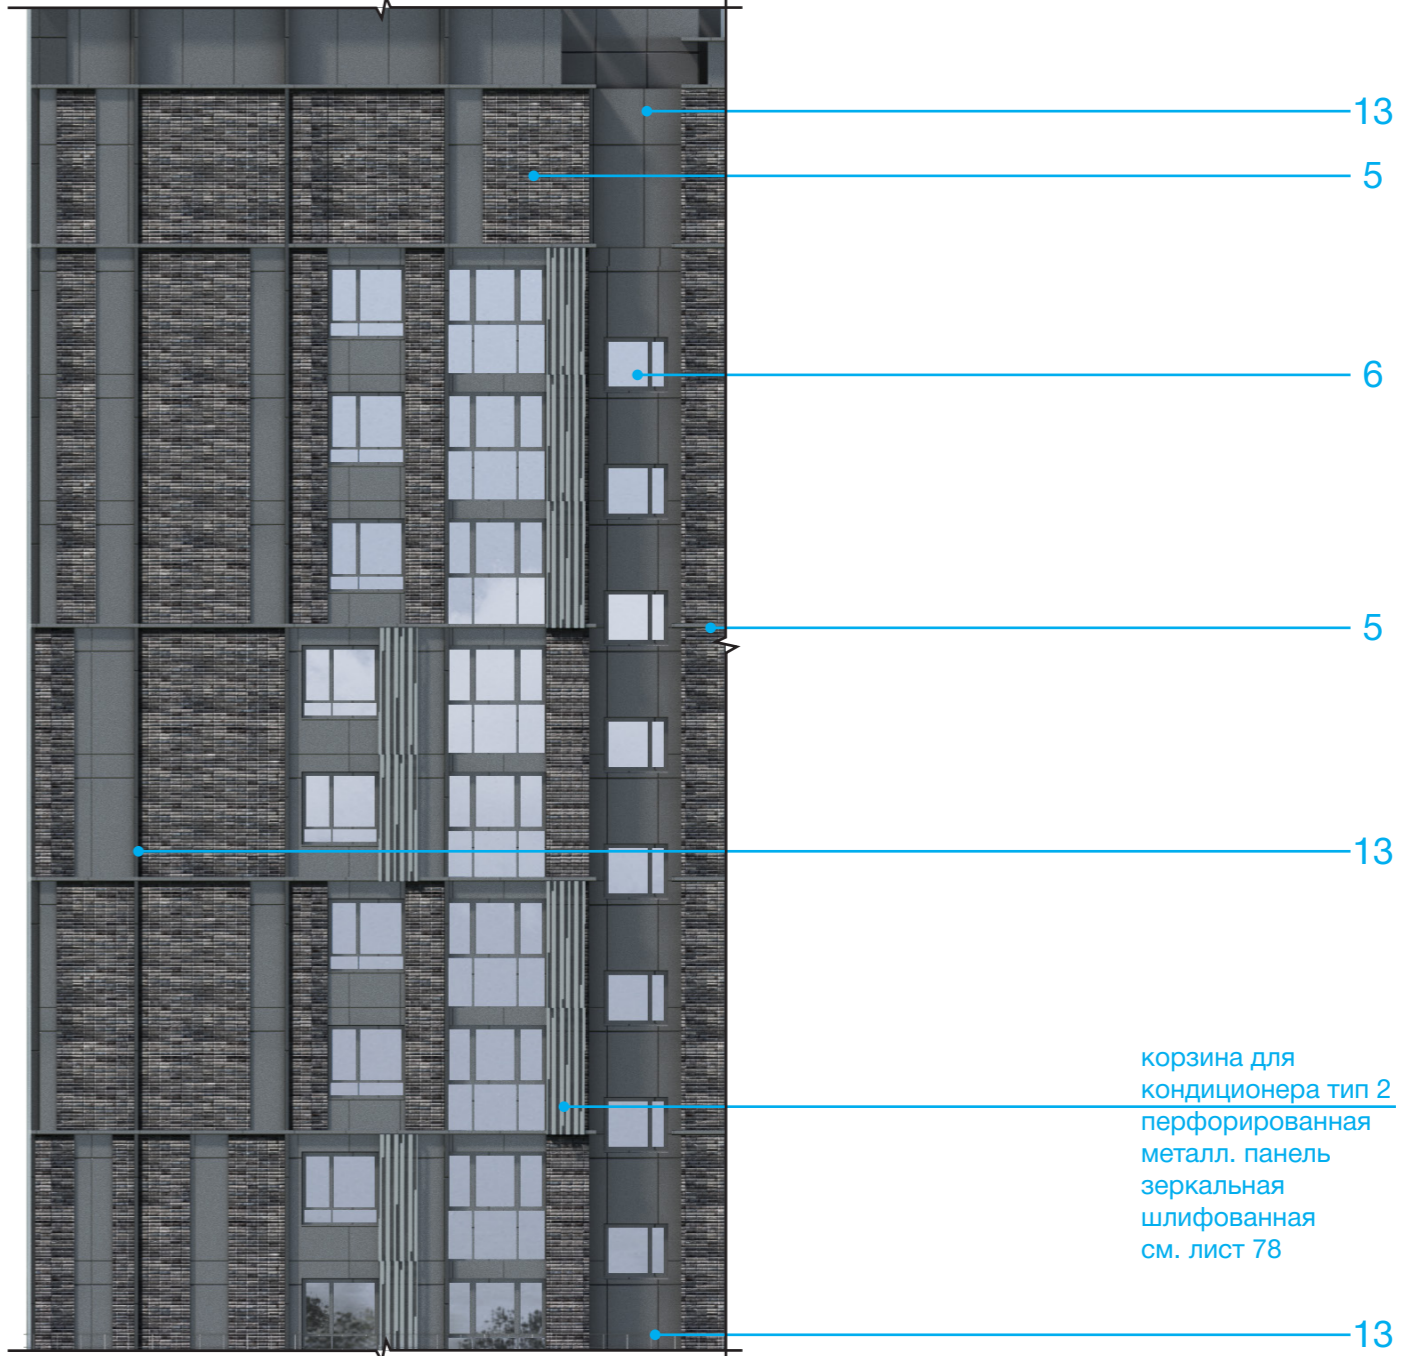 13
5
6
5
13
корзина для
кондиционера тип 2
перфорированная
металл. панель
зеркальная
шлифованная
см. лист 78
13